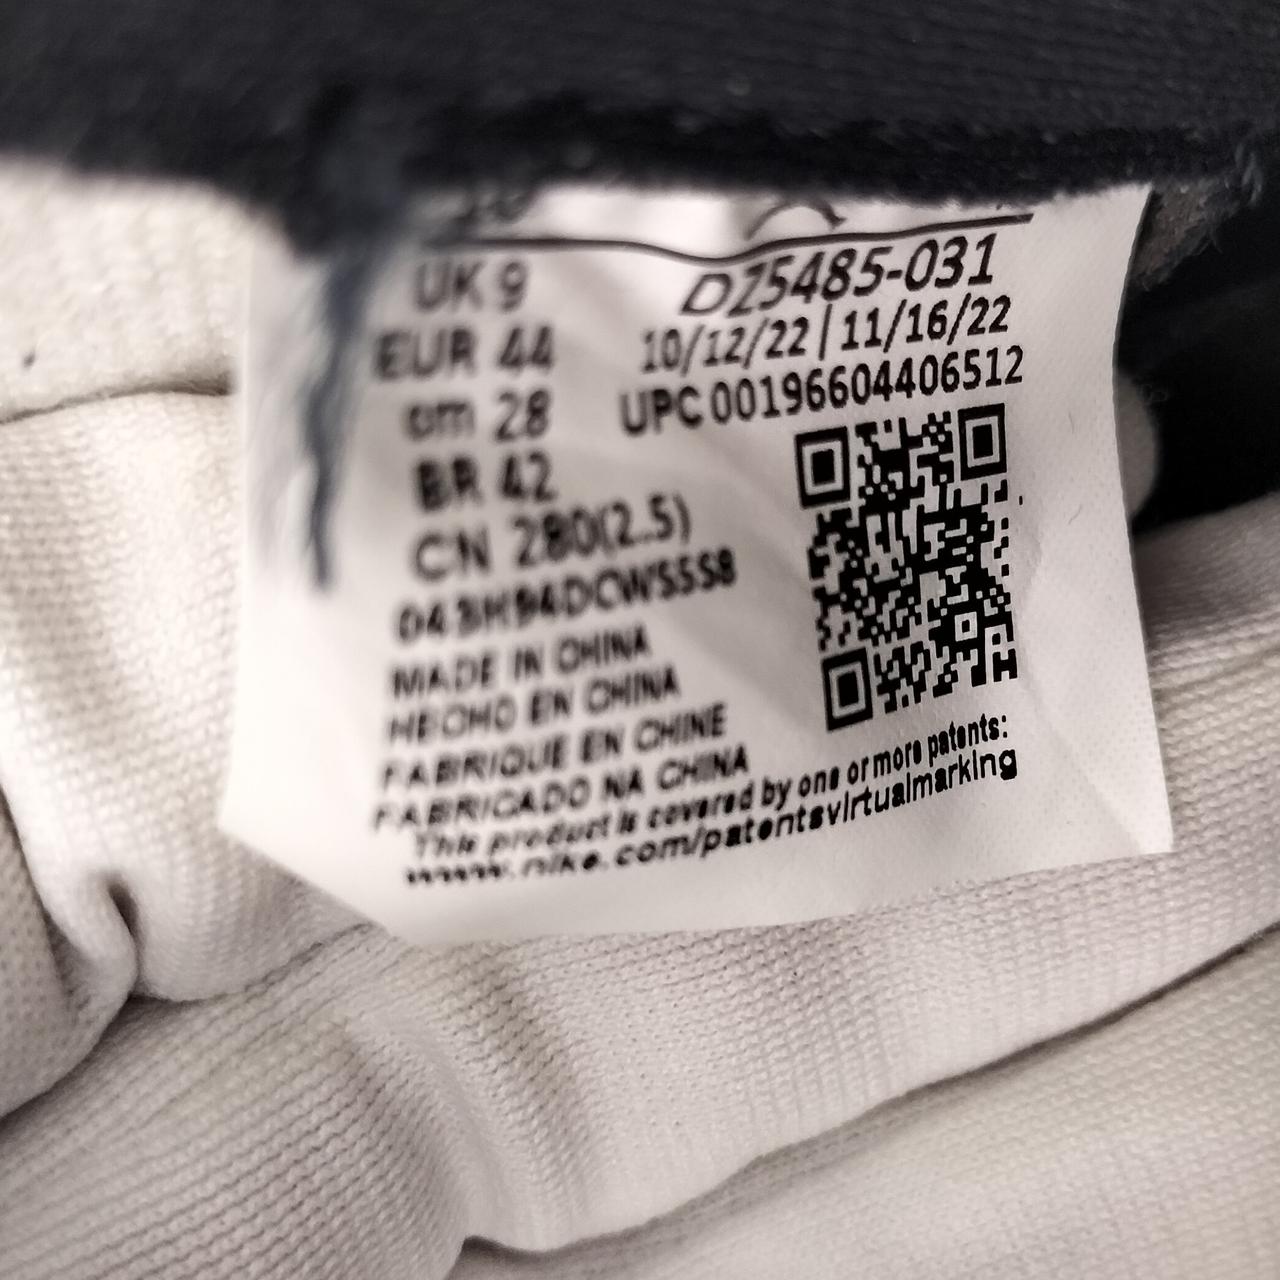 UK 9
EUR 44
cm 28
BR 42
CN 280(2.5)
DZ5485-031
10/12/22 | 11/16/22
UPC 00196604406512
MADE IN CHINA
HECHO EN CHINA
FABRIQUE EN CHINE
FABRICADO NA CHINA
This product is covered by one or more patents:
www.nike.com/patentsvirtualmarking